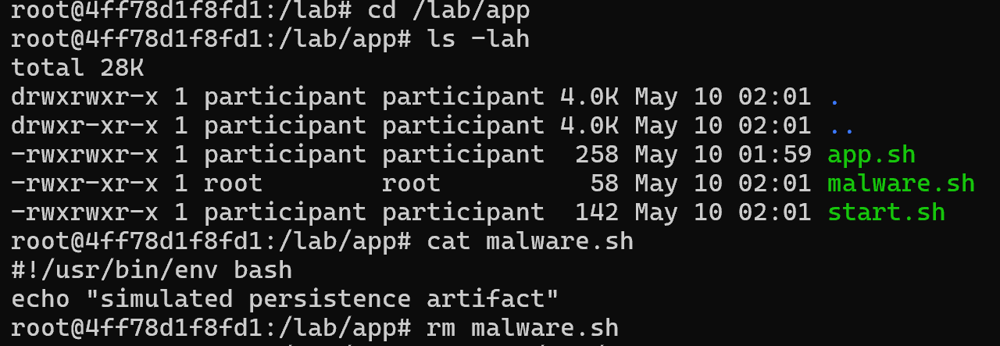 root@4ff78d1f8fd1:/lab# cd /lab/app
root@4ff78d1f8fd1:/lab/app# ls -lah
total 28K
drwxrwxr-x 1 participant participant 4.0K May 10 02:01 .
drwxr-xr-x 1 participant participant 4.0K May 10 02:01 ..
-rwxrwxr-x 1 participant participant  258 May 10 01:59 app.sh
-rwxr-xr-x 1 root        root          58 May 10 02:01 malware.sh
-rwxrwxr-x 1 participant participant  142 May 10 02:01 start.sh
root@4ff78d1f8fd1:/lab/app# cat malware.sh
#!/usr/bin/env bash
echo "simulated persistence artifact"
root@4ff78d1f8fd1:/lab/app# rm malware.sh